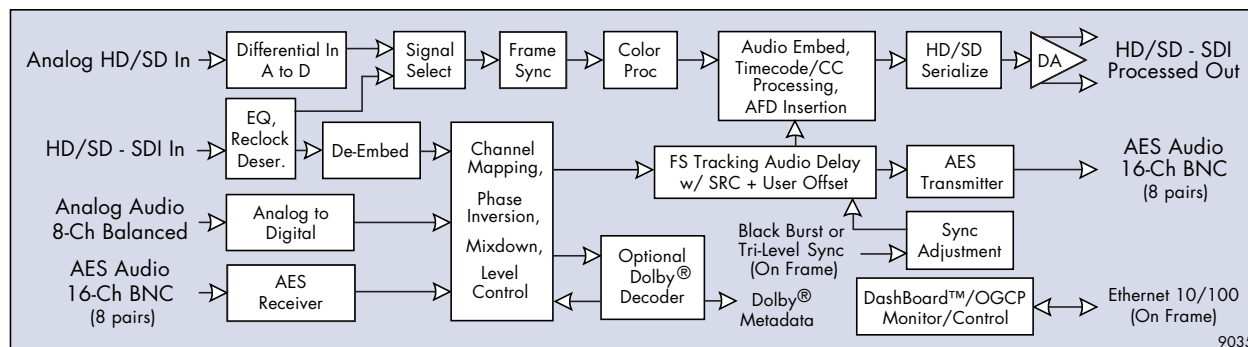 Analog HD/SD In
Differential In
A to D
Signal
Select
Frame
Sync
Color
Proc
Audio Embed,
Timecode/CC
Processing,
AFD Insertion
HD/SD
Serialize
DA
HD/SD - SDI
Processed Out
HD/SD - SDI In
EQ,
Reclock
Deser.
De-Embed
Channel
Mapping,
Phase
Inversion,
Mixdown,
Level
Control
FS Tracking Audio Delay
w/ SRC + User Offset
AES
Transmitter
AES Audio
16-Ch BNC
(8 pairs)
Analog Audio
8-Ch Balanced
Analog to
Digital
Black Burst or
Tri-Level Sync
(On Frame)
Sync
Adjustment
AES Audio
16-Ch BNC
(8 pairs)
AES
Receiver
Optional
Dolby®
Decoder
Dolby®
Metadata
DashBoard™/OGCP
Monitor/Control
Ethernet 10/100
(On Frame)
9035